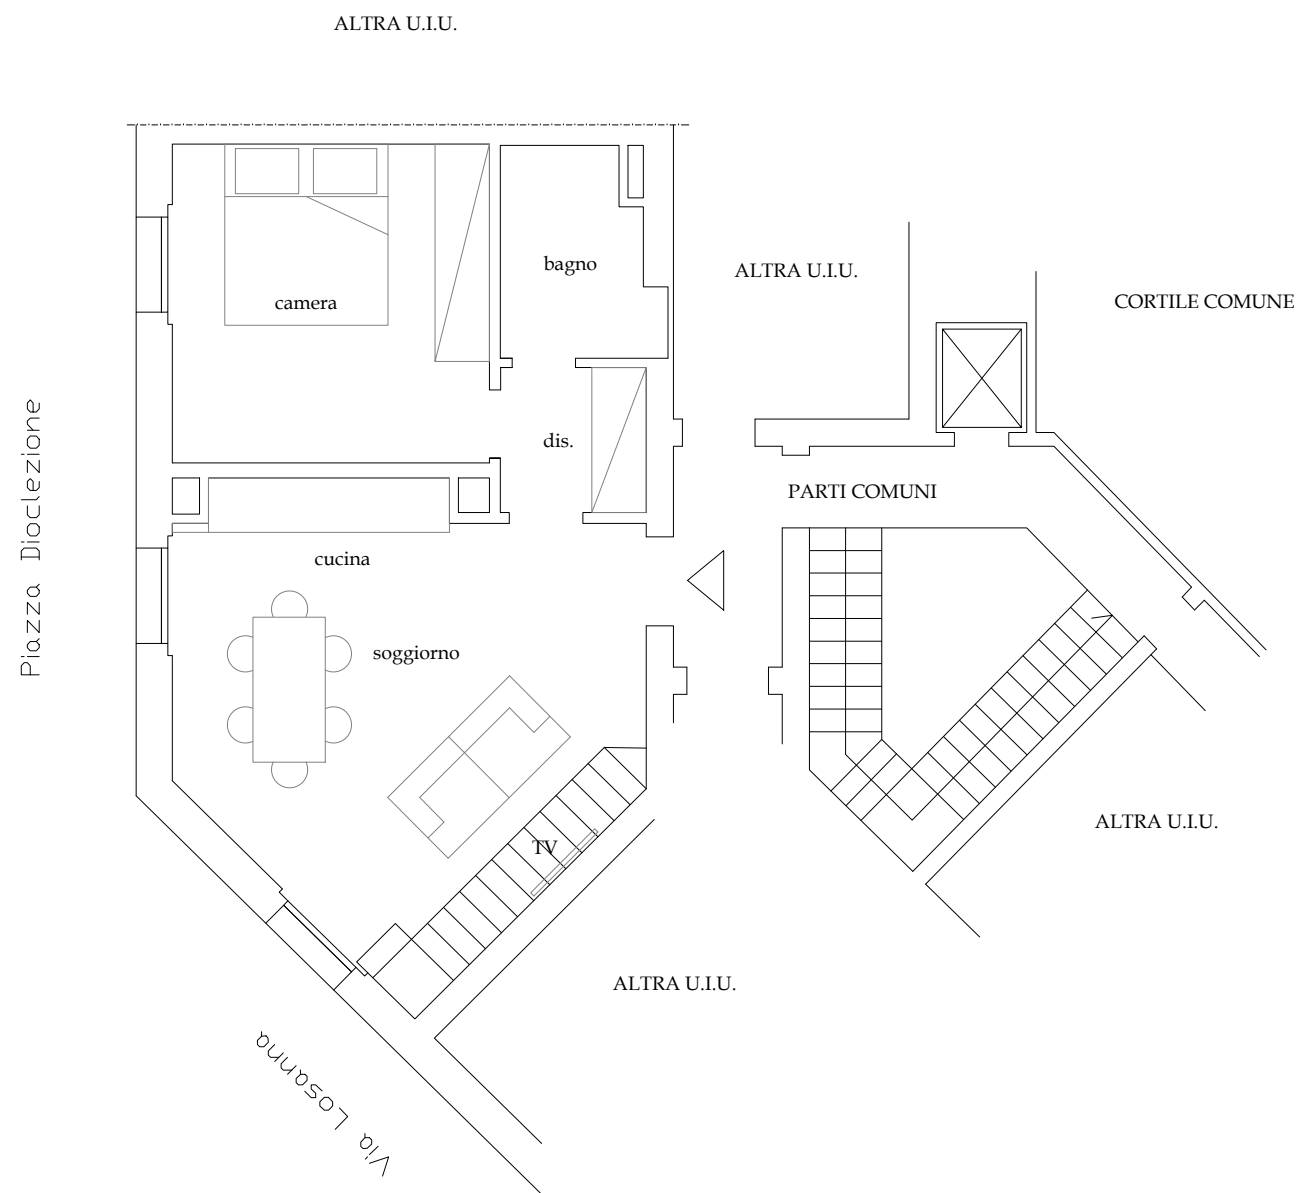 ALTRA U.I.U.
bagno
ALTRA U.I.U.
camera
CORTILE COMUNE
Piazza Dioclezione
dis.
PARTI COMUNI
cucina
soggiorno
TV
ALTRA U.I.U.
ALTRA U.I.U.
Via Losanna